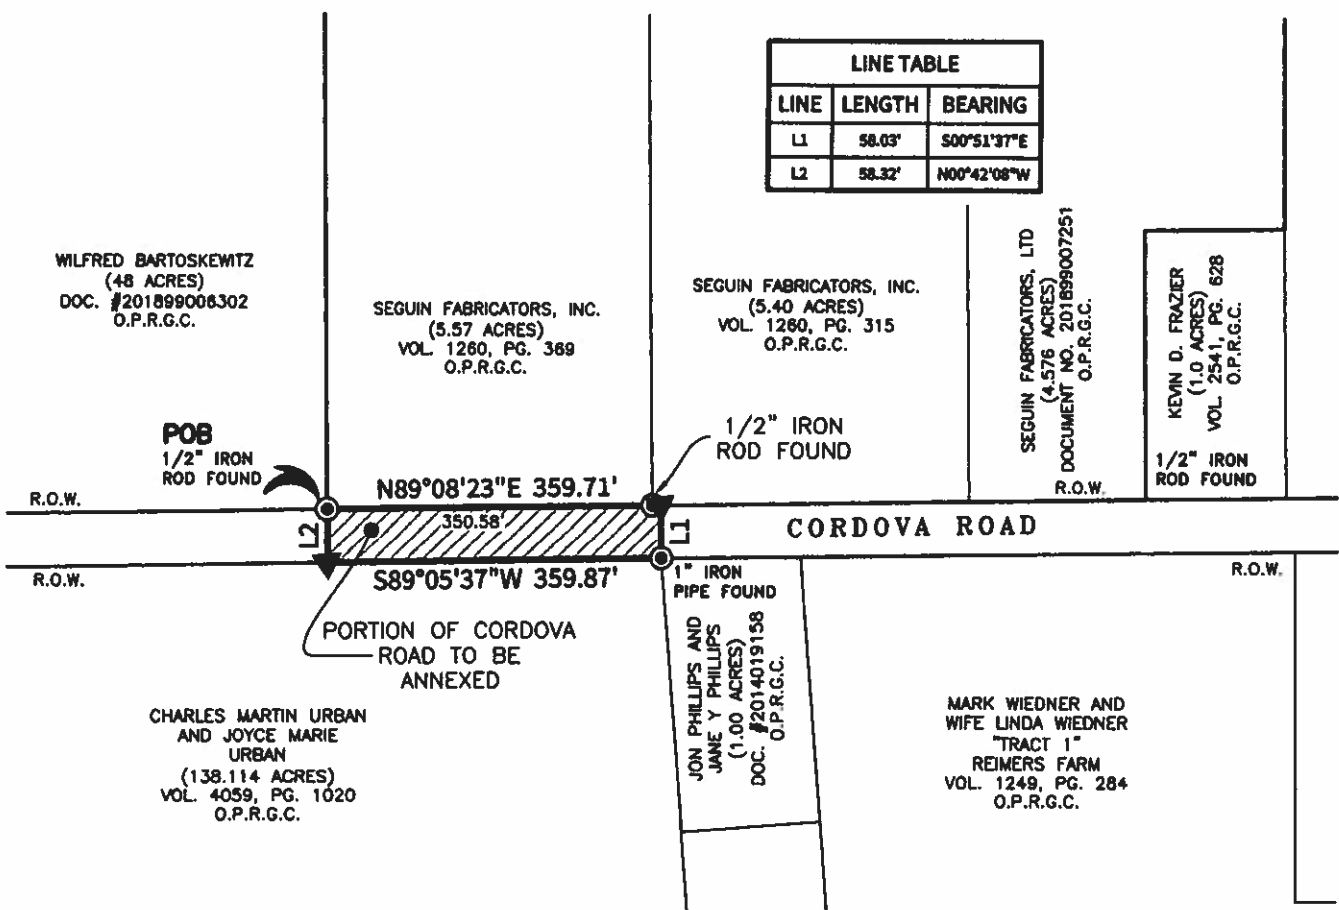 LINE TABLE
LINE LENGTH BEARING
L1 58.03' S00°51'37"E
L2 58.32' N00°42'08"W
WILFRED BARTOSKEWITZ
(48 ACRES)
DOC. #201899006302
O.P.R.G.C.
SEGUIN FABRICATORS, INC.
(5.57 ACRES)
VOL. 1260, PG. 369
O.P.R.G.C.
SEGUIN FABRICATORS, INC.
(5.40 ACRES)
VOL. 1260, PG. 315
O.P.R.G.C.
SEGUIN FABRICATORS, LTD
(4.576 ACRES)
DOCUMENT NO. 201899007251
O.P.R.G.C.
KEVIN D. FRAZIER
(1.0 ACRES)
VOL. 2541, PG. 628
O.P.R.G.C.
1/2" IRON
ROD FOUND
POB
1/2" IRON
ROD FOUND
1/2" IRON
ROD FOUND
R.O.W.
R.O.W.
N89°08'23"E 359.71'
350.58'
L2
L1
CORDOVA ROAD
R.O.W.
S89°05'37"W 359.87'
R.O.W.
1" IRON
PIPE FOUND
PORTION OF CORDOVA
ROAD TO BE
ANNEXED
JON PHILLIPS AND
JANE Y PHILLIPS
(1.00 ACRES)
DOC. #2014019158
O.P.R.G.C.
CHARLES MARTIN URBAN
AND JOYCE MARIE
URBAN
(138.114 ACRES)
VOL. 4059, PG. 1020
O.P.R.G.C.
MARK WIEDNER AND
WIFE LINDA WIEDNER
"TRACT 1"
REIMERS FARM
VOL. 1249, PG. 284
O.P.R.G.C.